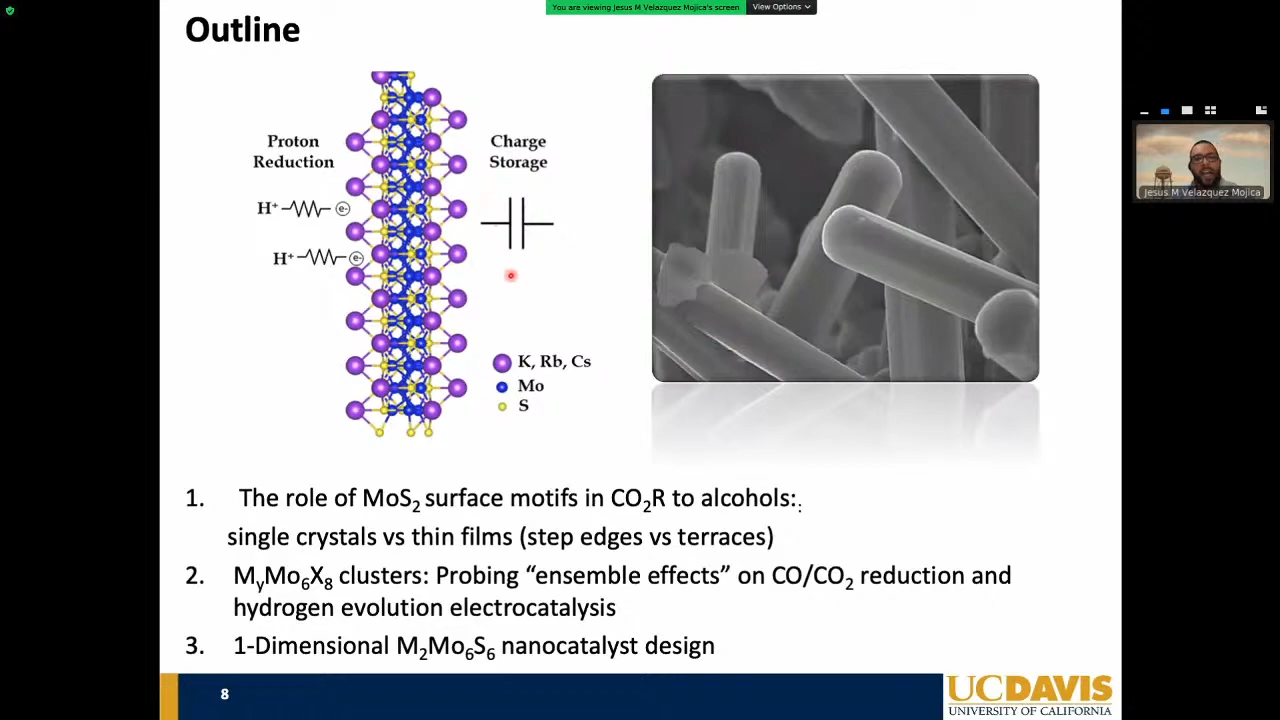 You are viewing Jesus M Velazquez Mojica's screen
View Options
Outline
Proton
Reduction
Charge
Storage
H⁺
e-
H⁺
e-
K, Rb, Cs
Mo
S
Jesus M Velazquez Mojica
1. The role of MoS₂ surface motifs in CO₂R to alcohols::
single crystals vs thin films (step edges vs terraces)
2. MyMo₆X₈ clusters: Probing “ensemble effects” on CO/CO₂ reduction and
hydrogen evolution electrocatalysis
3. 1-Dimensional M₂Mo₆S₆ nanocatalyst design
8
UCDAVIS
UNIVERSITY OF CALIFORNIA